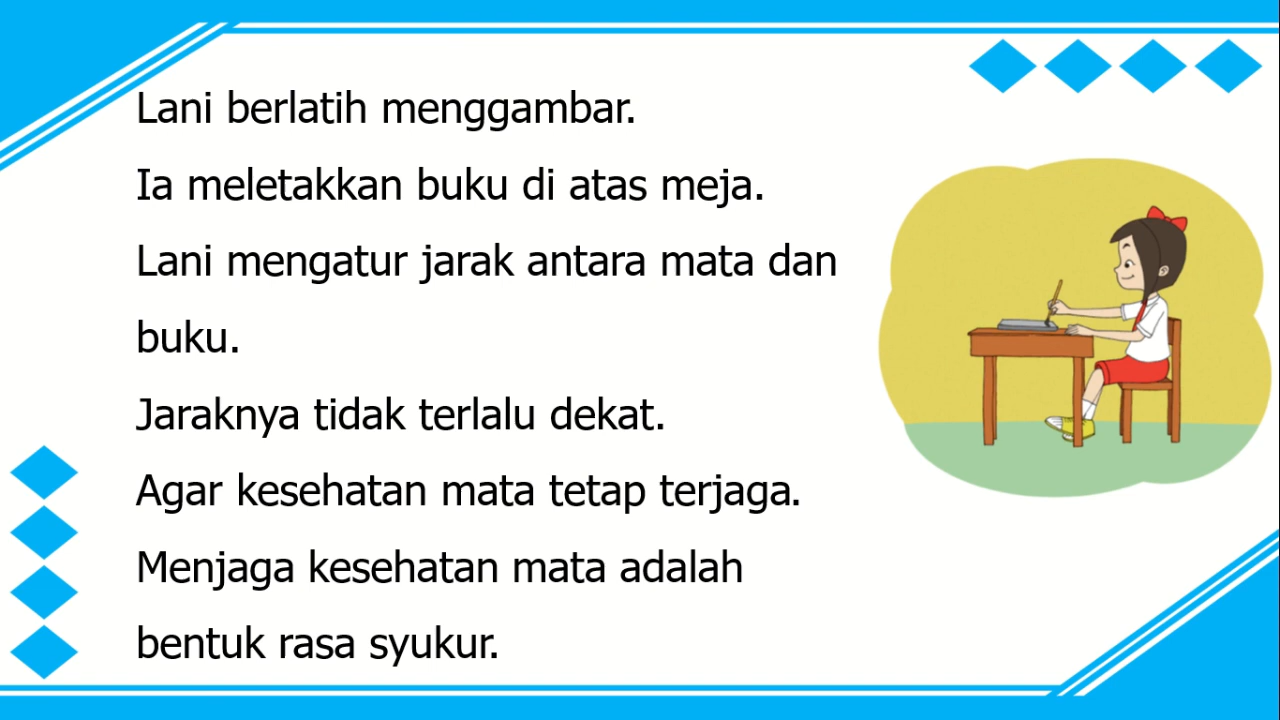 Lani berlatih menggambar.
Ia meletakkan buku di atas meja.
Lani mengatur jarak antara mata dan
buku.
Jaraknya tidak terlalu dekat.
Agar kesehatan mata tetap terjaga.
Menjaga kesehatan mata adalah
bentuk rasa syukur.